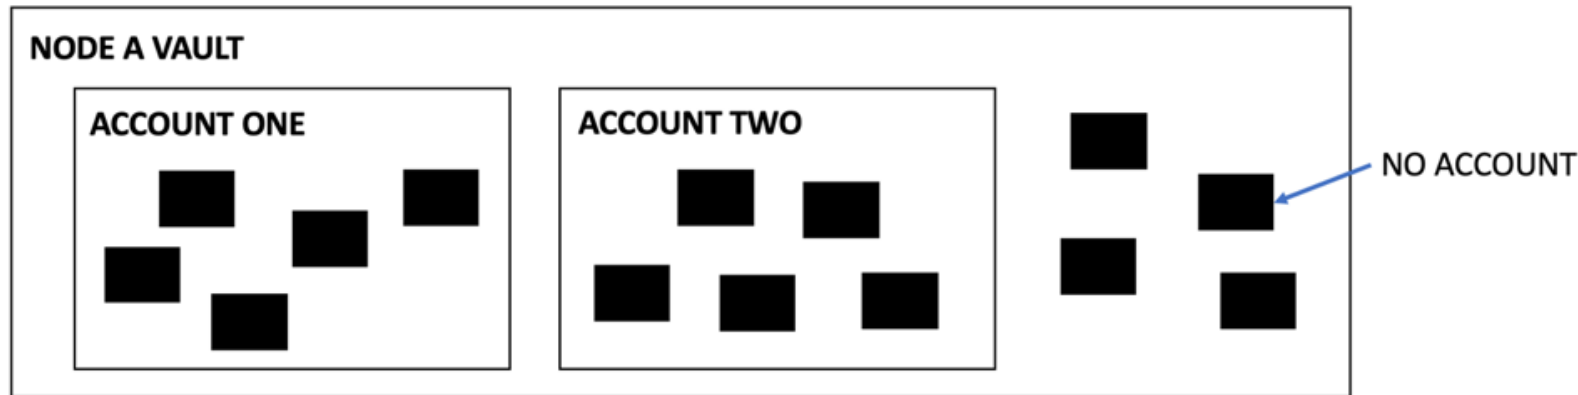 NODE A VAULT
ACCOUNT ONE
ACCOUNT TWO
NO ACCOUNT